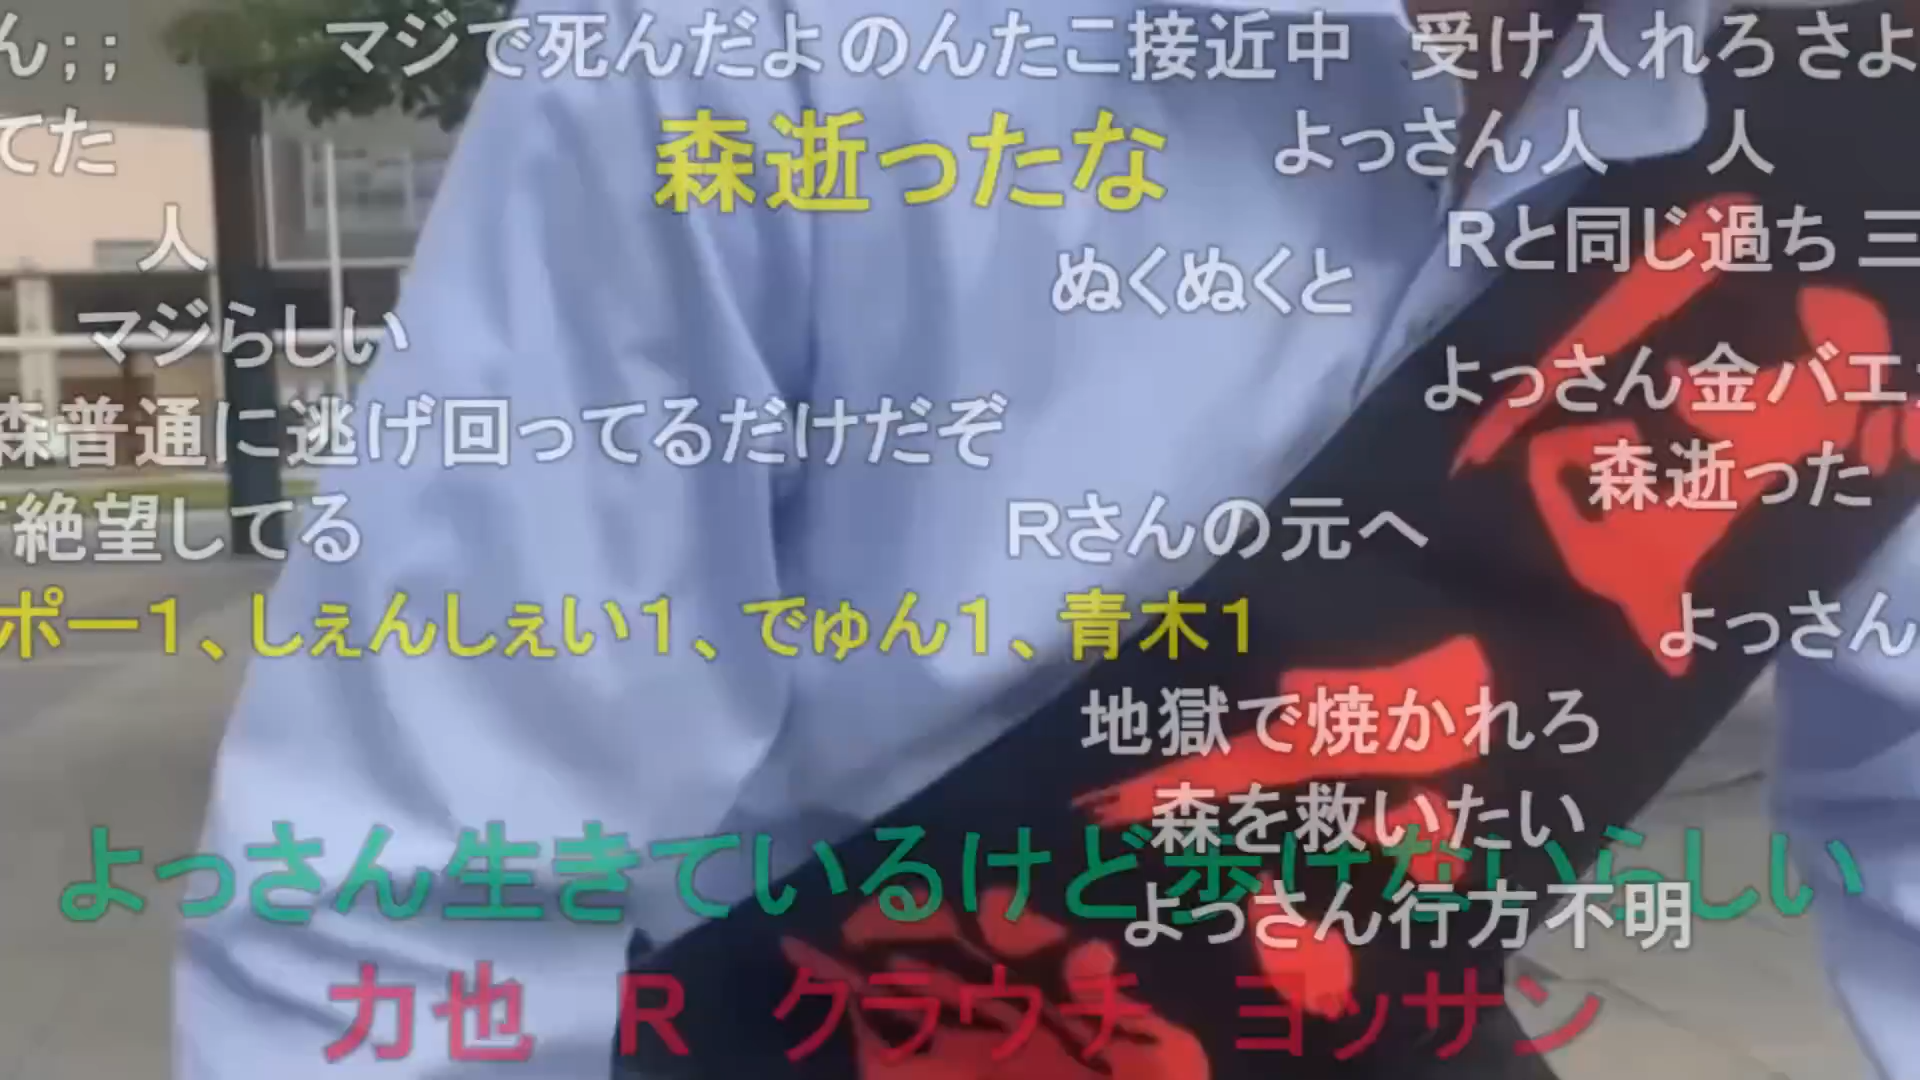 ん；；
マジで死んだよ
のんたこ接近中
受け入れろ
さよ
てた
森逝ったな
よっさん人
人
人
Rと同じ過ち
三
ぬくぬくと
マジらしい
よっさん金バエ
森普通に逃げ回ってるだけだぞ
森逝った
て絶望してる
Rさんの元へ
ポー1、しぇんしぇい1、でゅん1、青木1
よっさん
地獄で焼かれろ
森を救いたい
よっさん生きているけど歩けないらしい
よっさん行方不明
力也　R　クラウチ　ヨッサン